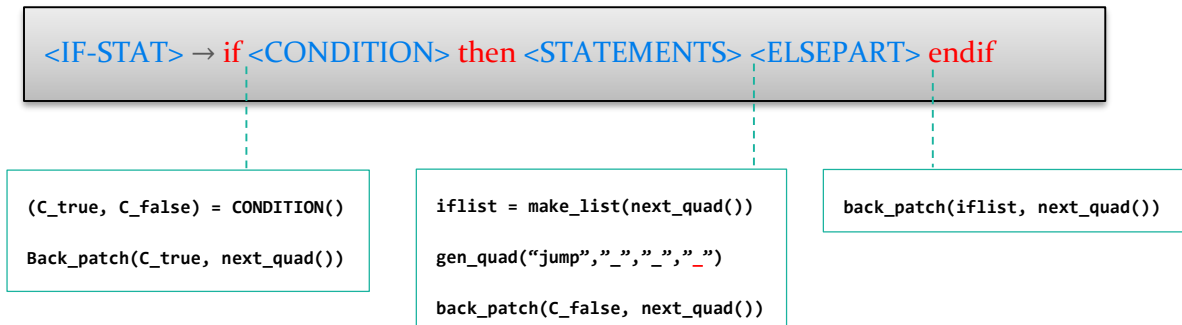 <IF-STAT> → if <CONDITION> then <STATEMENTS> <ELSEPART> endif
(C_true, C_false) = CONDITION()
Back_patch(C_true, next_quad())
iflist = make_list(next_quad())
gen_quad(“jump”,”_”,”_”,”_”)
back_patch(C_false, next_quad())
back_patch(iflist, next_quad())